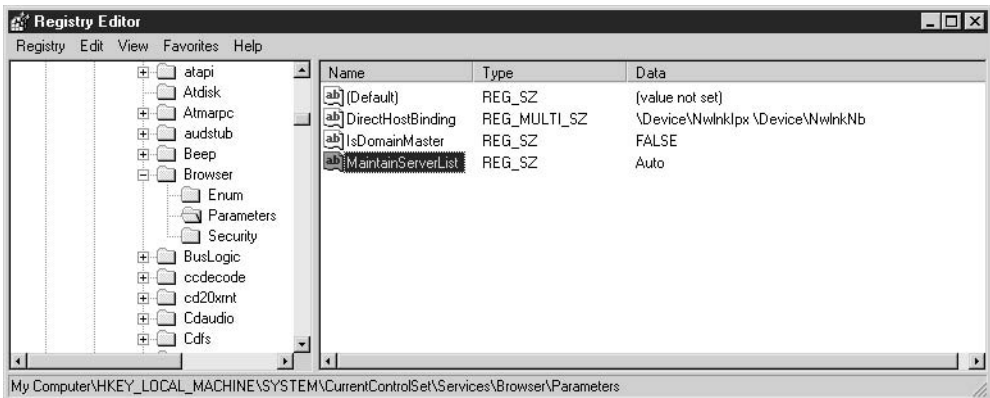 Registry Editor
Registry Edit View Favorites Help
atapi
Atdisk
Atmarpc
audstub
Beep
Browser
Enum
Parameters
Security
BusLogic
ccdecode
cd20xrnt
Cdaudio
Cdfs
Name Type Data
(Default) REG_SZ (value not set)
DirectHostBinding REG_MULTI_SZ \Device\NwlnkIpx \Device\NwlnkNb
IsDomainMaster REG_SZ FALSE
MaintainServerList REG_SZ Auto
My Computer\HKEY_LOCAL_MACHINE\SYSTEM\CurrentControlSet\Services\Browser\Parameters